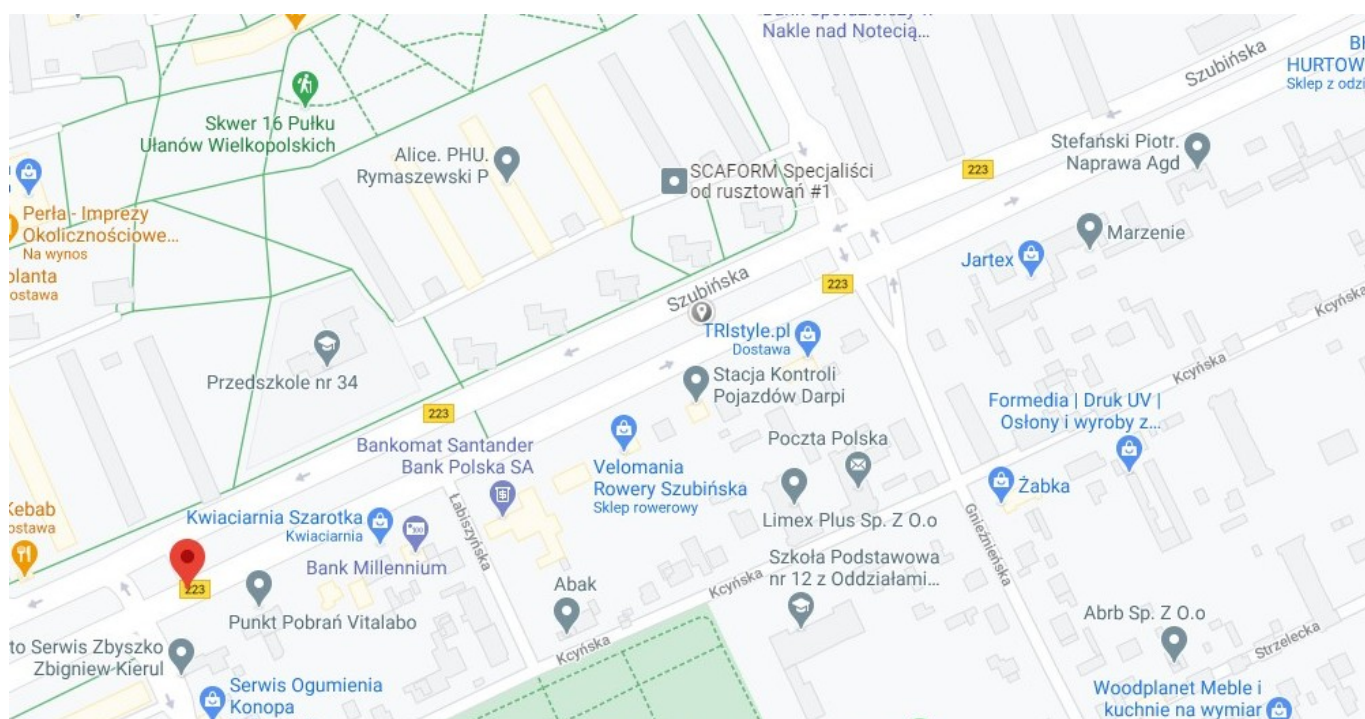 Nakle nad Notecią...
Szubińska
HURTOW
Sklep z odzi
Skwer 16 Pułku
Ułanów Wielkopolskich
Alice. PHU.
Rymaszewski P
SCAFORM Specjaliści
od rusztowań #1
223
Stefański Piotr.
Naprawa Agd
Perła - Imprezy
Okolicznościowe...
Na wynos
olanta
ostawa
Marzenie
Jartex
Szubińska
223
Kcyńska
TRIstyle.pl
Dostawa
Przedszkole nr 34
Stacja Kontroli
Pojazdów Darpi
Kcyńska
223
Formedia | Druk UV |
Osłony i wyroby z...
Bankomat Santander
Bank Polska SA
Poczta Polska
Velomania
Rowery Szubińska
Sklep rowerowy
Żabka
Łabiszyńska
Kebab
ostawa
Kwiaciarnia Szarotka
Kwiaciarnia
Limex Plus Sp. Z O.o
Gnieźnieńska
Bank Millennium
Szkoła Podstawowa
nr 12 z Oddziałami...
223
Abak
Punkt Pobrań Vitalabo
Kcyńska
Abrb Sp. Z O.o
to Serwis Zbyszko
Zbigniew Kierul
Strzelecka
Serwis Ogumienia
Konopa
Woodplanet Meble i
kuchnie na wymiar